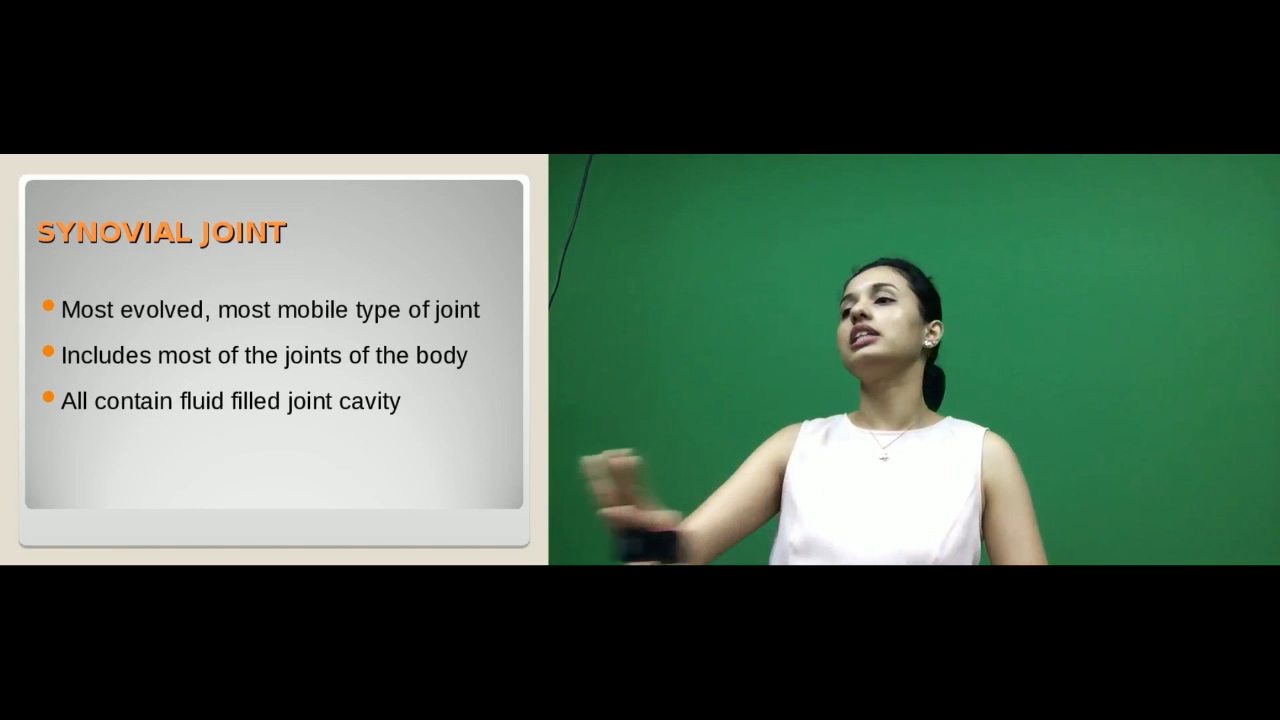 SYNOVIAL JOINT
Most evolved, most mobile type of joint
Includes most of the joints of the body
All contain fluid filled joint cavity